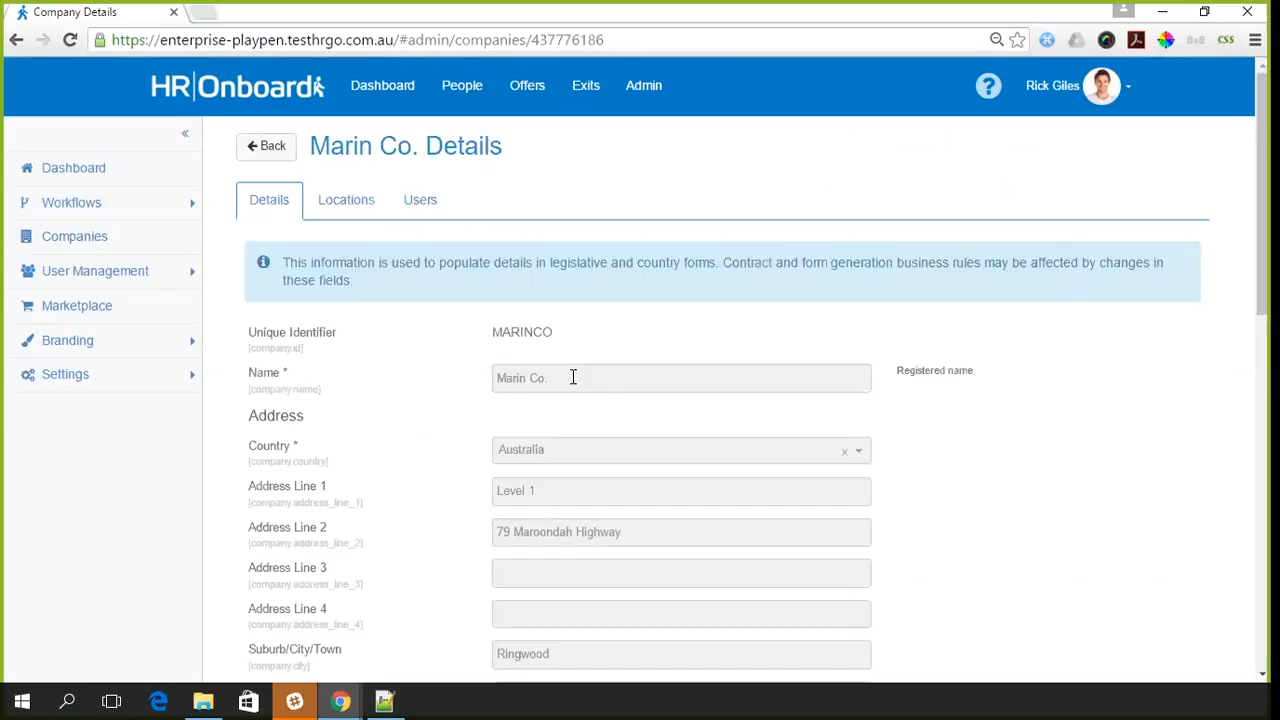 Company Details
https://enterprise-playpen.testhrgo.com.au/#admin/companies/437776186
CSS
HR|Onboard
Dashboard
People
Offers
Exits
Admin
?
Rick Giles
Back
Marin Co. Details
Dashboard
Workflows
Companies
User Management
Marketplace
Branding
Settings
Details
Locations
Users
This information is used to populate details in legislative and country forms. Contract and form generation business rules may be affected by changes in
these fields.
Unique Identifier
MARINCO
[company.id]
Name *
Marin Co.
Registered name
[company.name]
Address
Country *
Australia
[company.country]
Address Line 1
Level 1
[company.address_line_1]
Address Line 2
79 Maroondah Highway
[company.address_line_2]
Address Line 3
[company.address_line_3]
Address Line 4
[company.address_line_4]
Suburb/City/Town
Ringwood
[company.city]